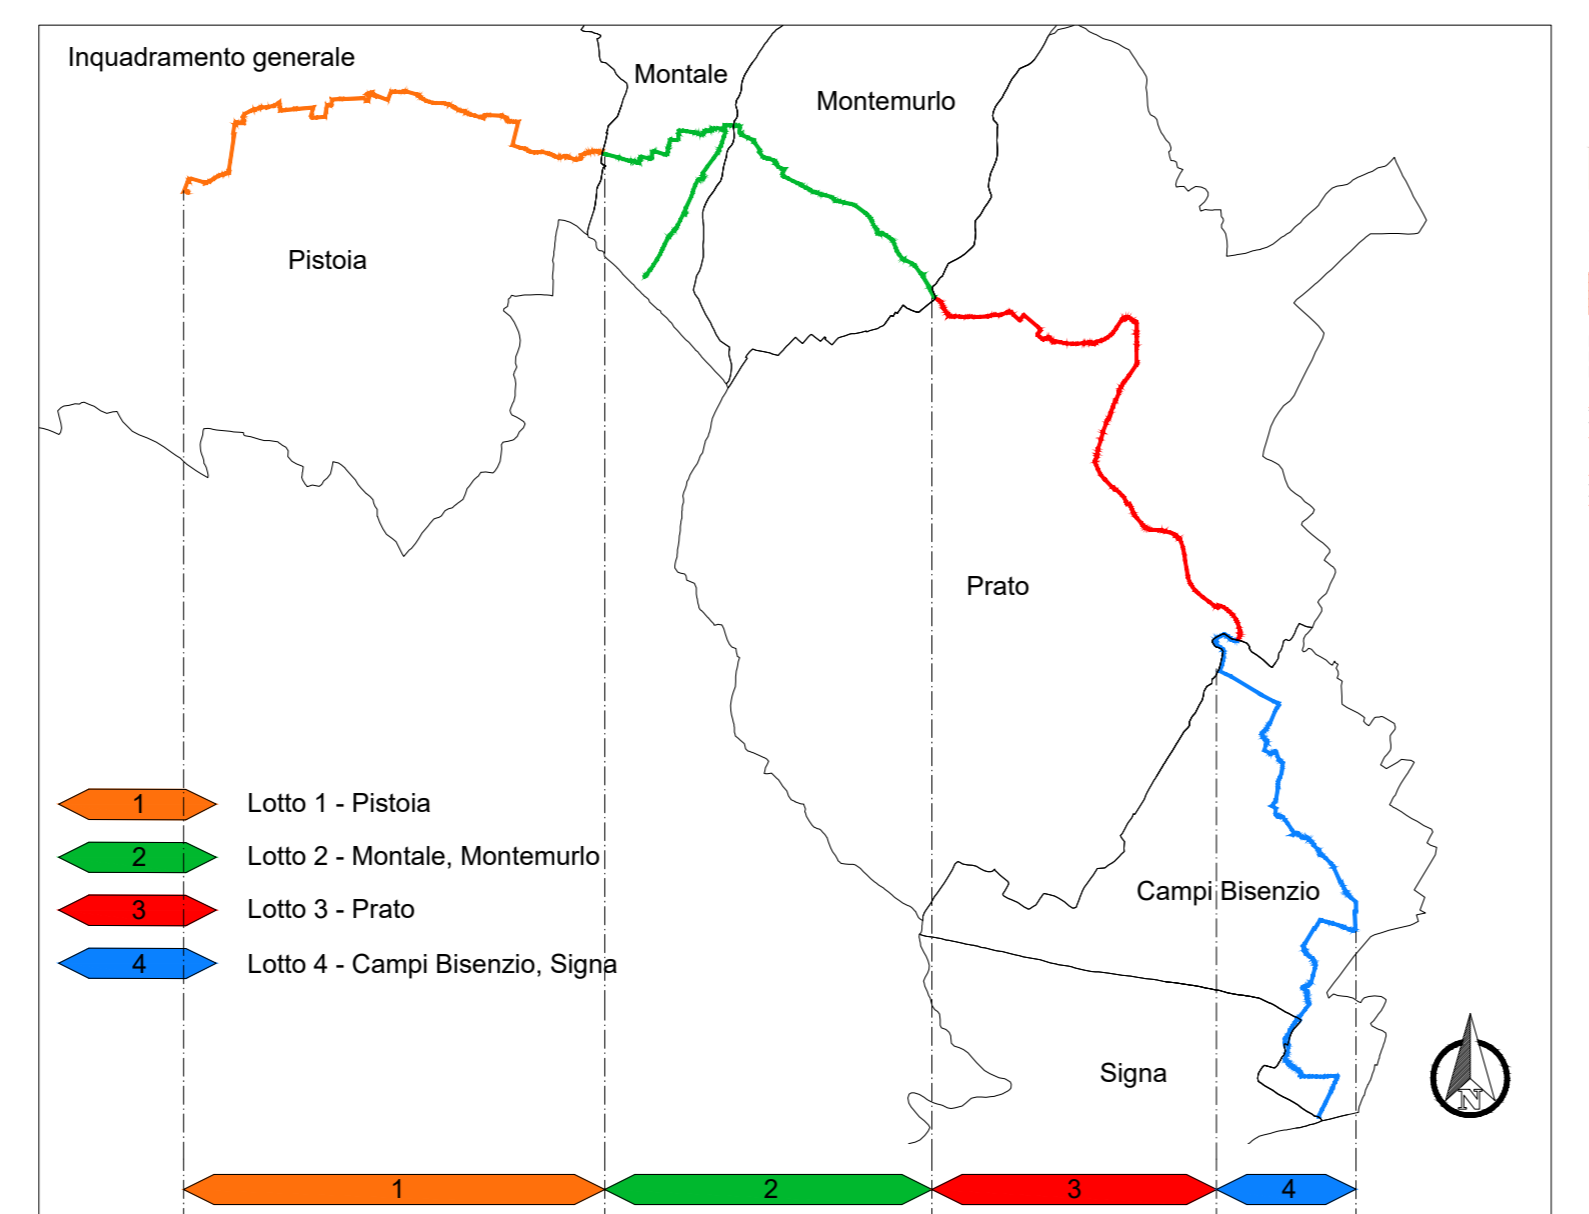 Inquadramento generale
Montale
Montemurlo
Pistoia
Prato
1 Lotto 1 - Pistoia
2 Lotto 2 - Montale, Montemurlo
3 Lotto 3 - Prato
4 Lotto 4 - Campi Bisenzio, Signa
Campi Bisenzio
Signa
N
1 2 3 4